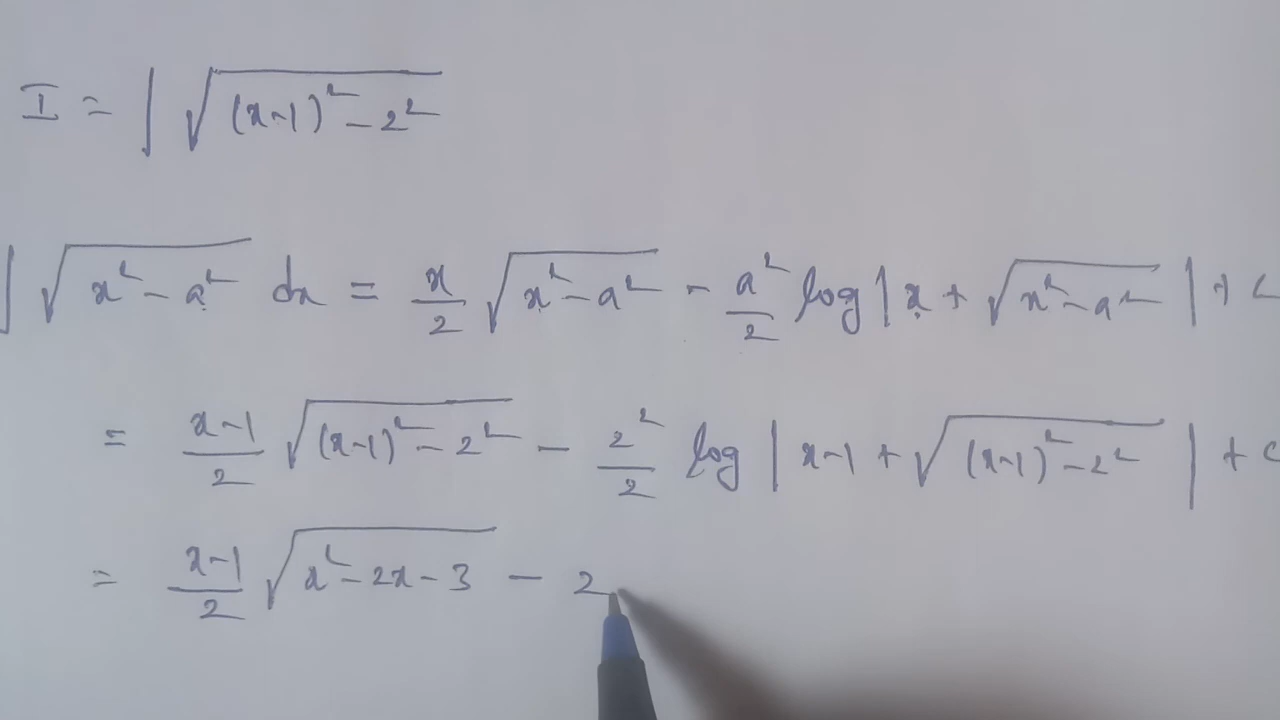 I = ∫ √((x-1)² - 2²)
∫ √(x² - a²) dx = x/2 √(x² - a²) - a²/2 log |x + √(x² - a²)| + c
= x-1/2 √((x-1)² - 2²) - 2²/2 log |x-1 + √((x-1)² - 2²)| + c
= x-1/2 √(x² - 2x - 3) - 2